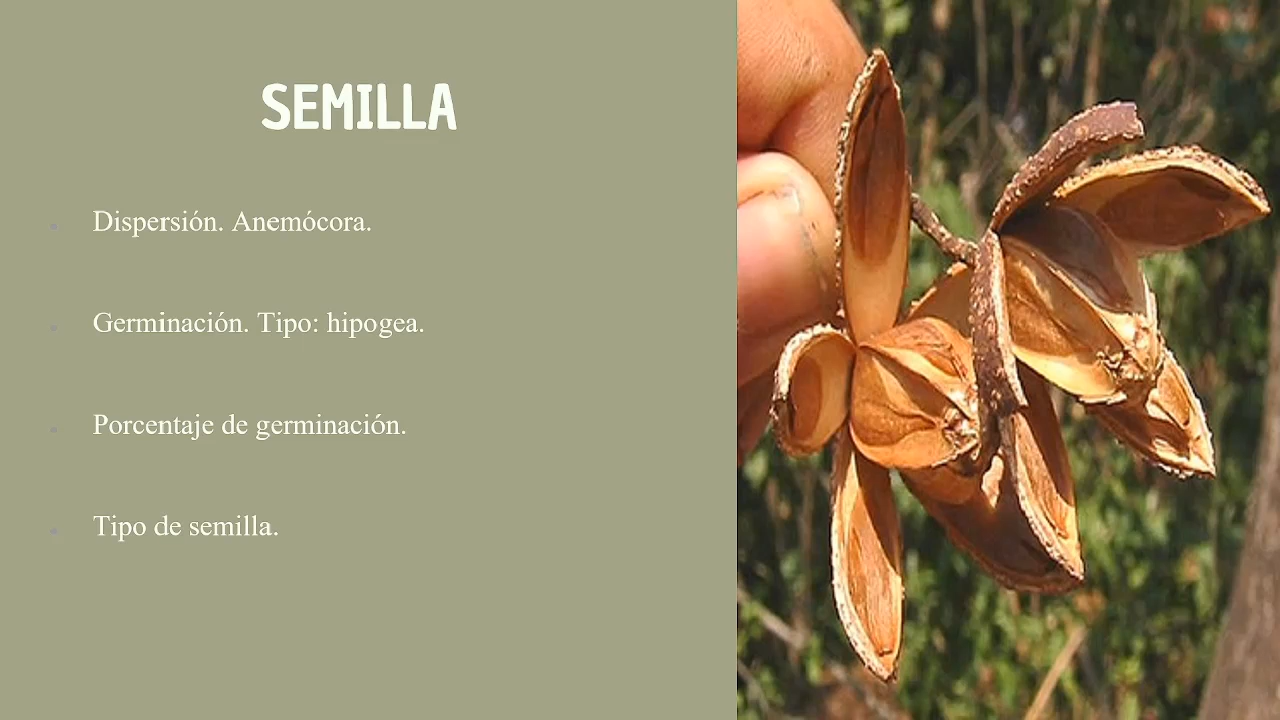 SEMILLA
Dispersión. Anemócora.
Germinación. Tipo: hipogea.
Porcentaje de germinación.
Tipo de semilla.